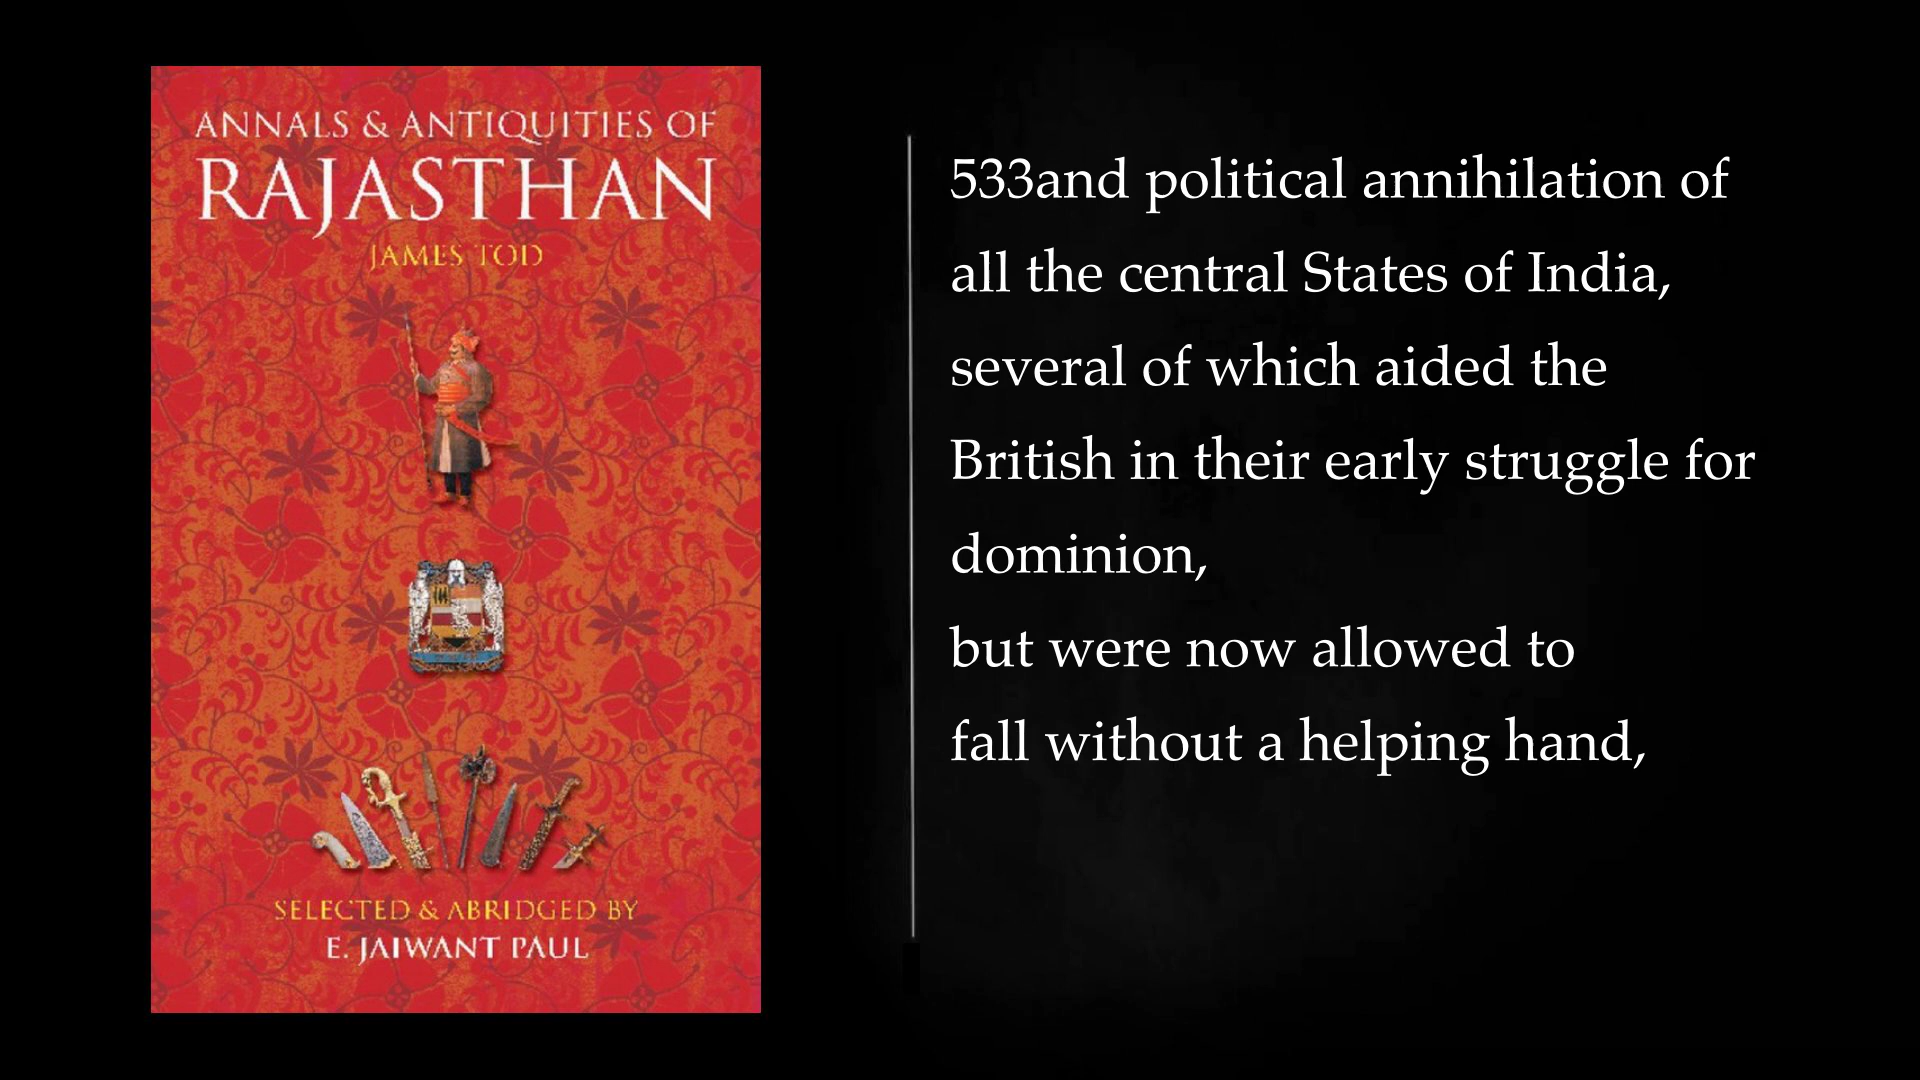 ANNALS & ANTIQUITIES OF
RAJASTHAN
JAMES TOD
SELECTED & ABRIDGED BY
E. JAIWANT PAUL
533and political annihilation of
all the central States of India,
several of which aided the
British in their early struggle for
dominion,
but were now allowed to
fall without a helping hand,